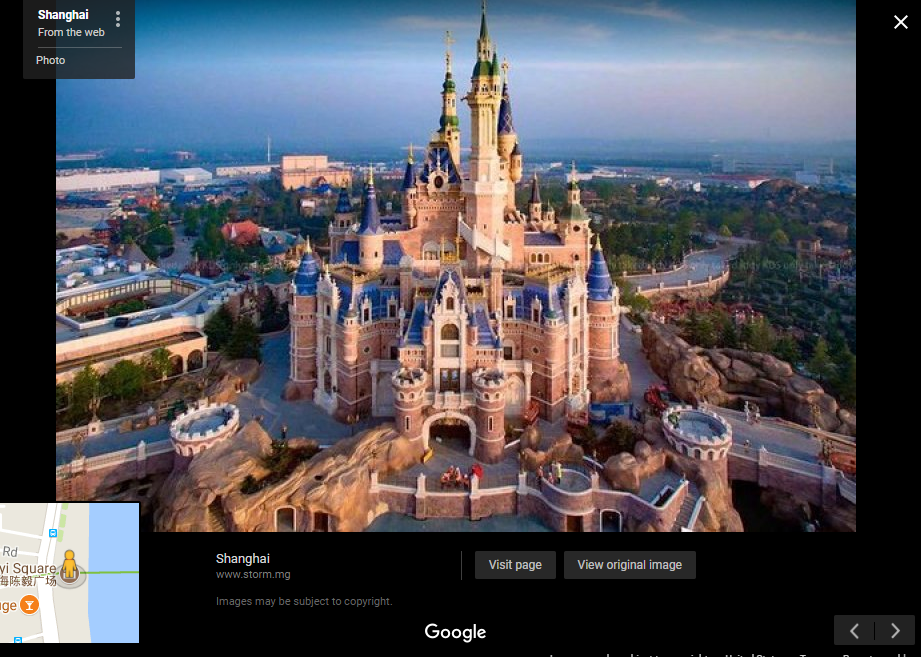 Shanghai
From the web
Photo
Rd
yi Square
海陈毅广场
uge
Shanghai
www.storm.mg
Images may be subject to copyright.
Visit page
View original image
Google